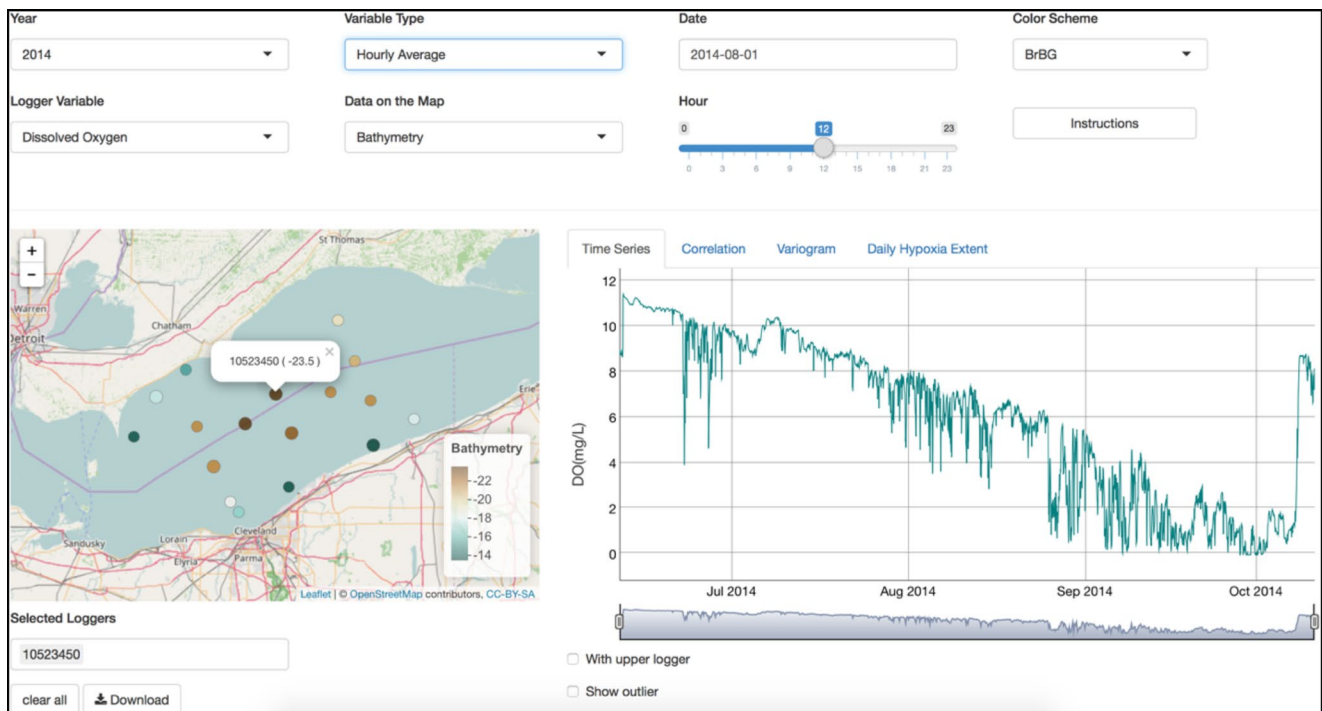 Year
Variable Type
Date
Color Scheme
2014
Hourly Average
2014-08-01
BrBG
Logger Variable
Data on the Map
Hour
Dissolved Oxygen
Bathymetry
0 12 23
0 3 6 9 12 15 18 21 23
Instructions
+
−
St Thomas
Warren
Detroit
Chatham
10523450 ( -23.5 )
×
Erie
Bathymetry
-22
-20
-18
-16
-14
Sandusky
Lorain
Elyria
Cleveland
Parma
Leaflet | © OpenStreetMap contributors, CC-BY-SA
Time Series
Correlation
Variogram
Daily Hypoxia Extent
DO(mg/L)
12
10
8
6
4
2
0
Jul 2014
Aug 2014
Sep 2014
Oct 2014
Selected Loggers
10523450
clear all
Download
With upper logger
Show outlier